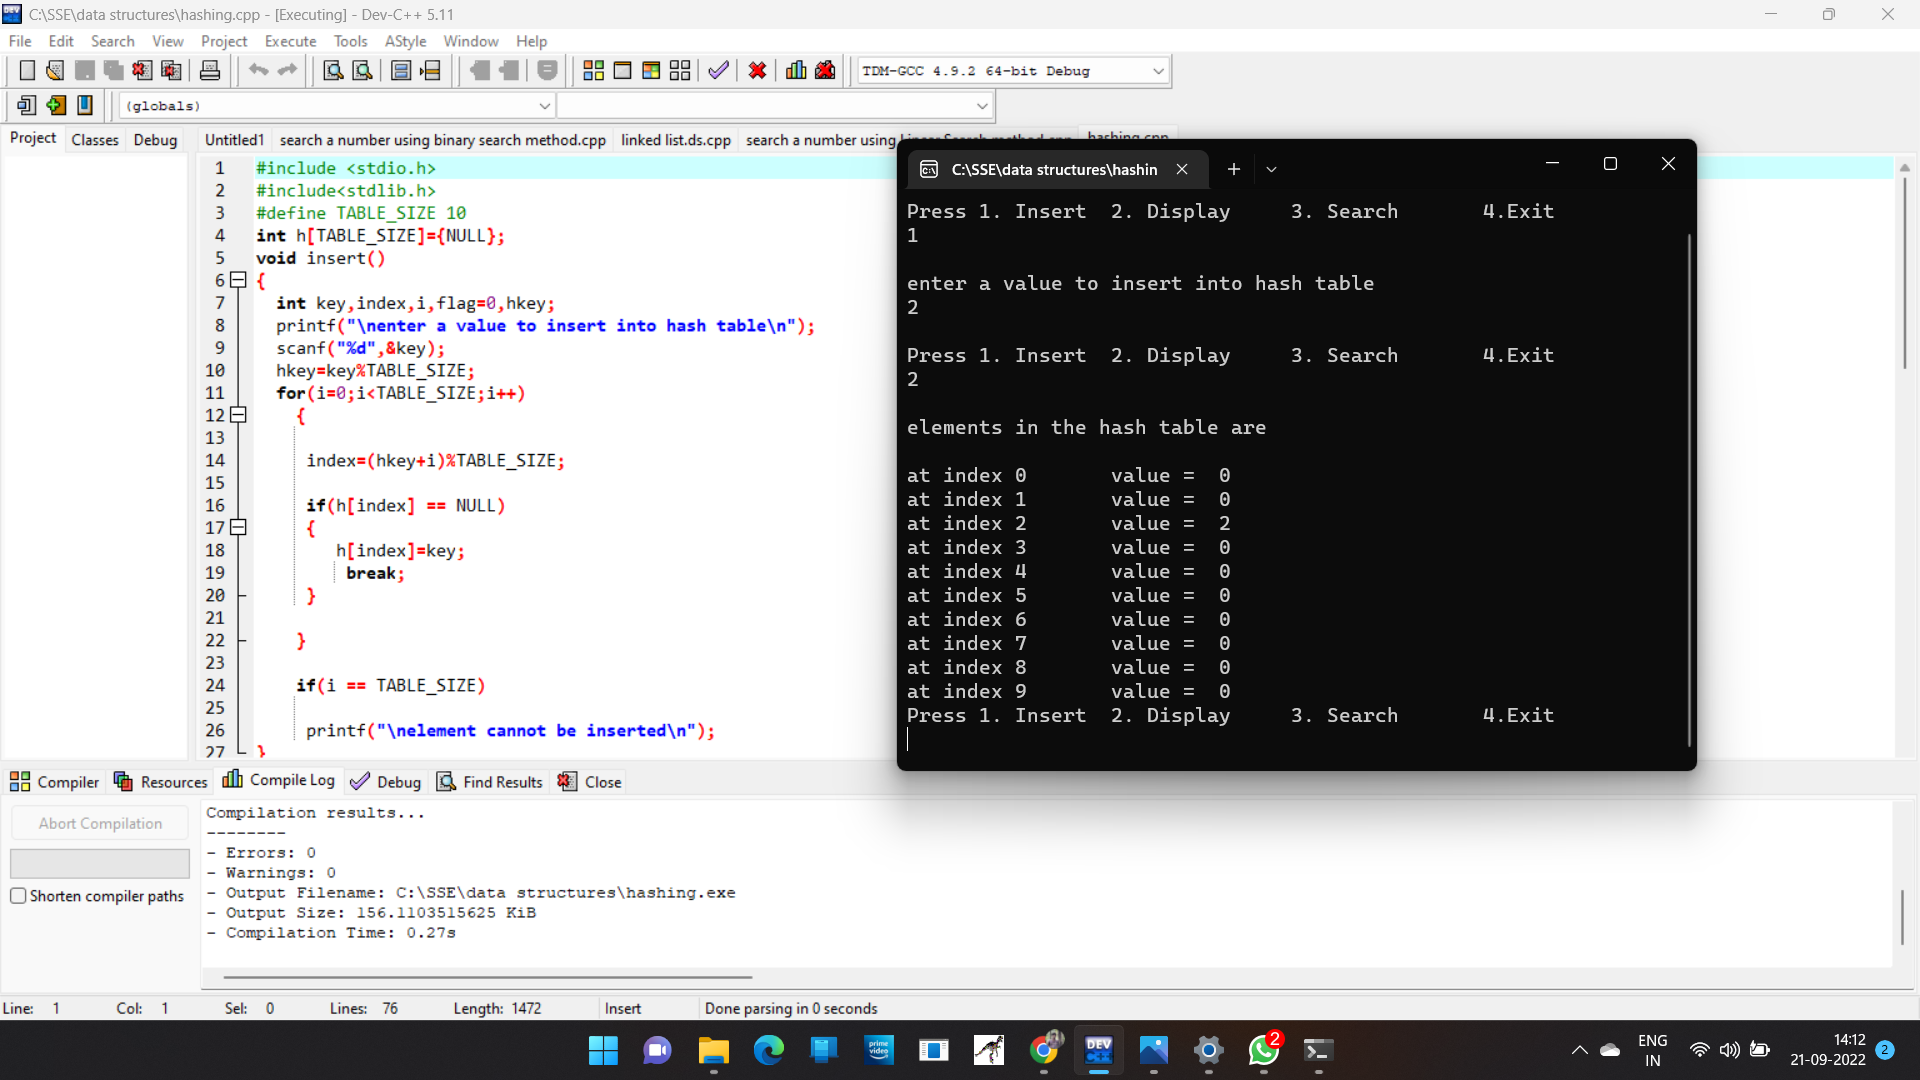 C:\SSE\data structures\hashing.cpp - [Executing] - Dev-C++ 5.11
File Edit Search View Project Execute Tools AStyle Window Help
TDM-GCC 4.9.2 64-bit Debug
(globals)
Project Classes Debug
Untitled1 search a number using binary search method.cpp linked list.ds.cpp search a number using Linear Search method.cpp hashing.cpp
1 #include <stdio.h>
2 #include<stdlib.h>
3 #define TABLE_SIZE 10
4 int h[TABLE_SIZE]={NULL};
5 void insert()
6 {
7 int key,index,i,flag=0,hkey;
8 printf("\nenter a value to insert into hash table\n");
9 scanf("%d",&key);
10 hkey=key%TABLE_SIZE;
11 for(i=0;i<TABLE_SIZE;i++)
12 {
13
14 index=(hkey+i)%TABLE_SIZE;
15
16 if(h[index] == NULL)
17 {
18 h[index]=key;
19 break;
20 }
21
22 }
23
24 if(i == TABLE_SIZE)
25
26 printf("\nelement cannot be inserted\n");
27 }
C:\SSE\data structures\hashin
Press 1. Insert 2. Display 3. Search 4.Exit
1
enter a value to insert into hash table
2
Press 1. Insert 2. Display 3. Search 4.Exit
2
elements in the hash table are
at index 0 value = 0
at index 1 value = 0
at index 2 value = 2
at index 3 value = 0
at index 4 value = 0
at index 5 value = 0
at index 6 value = 0
at index 7 value = 0
at index 8 value = 0
at index 9 value = 0
Press 1. Insert 2. Display 3. Search 4.Exit
Compiler Resources Compile Log Debug Find Results Close
Abort Compilation
Shorten compiler paths
Compilation results...
--------
- Errors: 0
- Warnings: 0
- Output Filename: C:\SSE\data structures\hashing.exe
- Output Size: 156.1103515625 KiB
- Compilation Time: 0.27s
Line: 1 Col: 1 Sel: 0 Lines: 76 Length: 1472 Insert Done parsing in 0 seconds
prime video
DEV C++
2
ENG
IN
14:12
21-09-2022
2